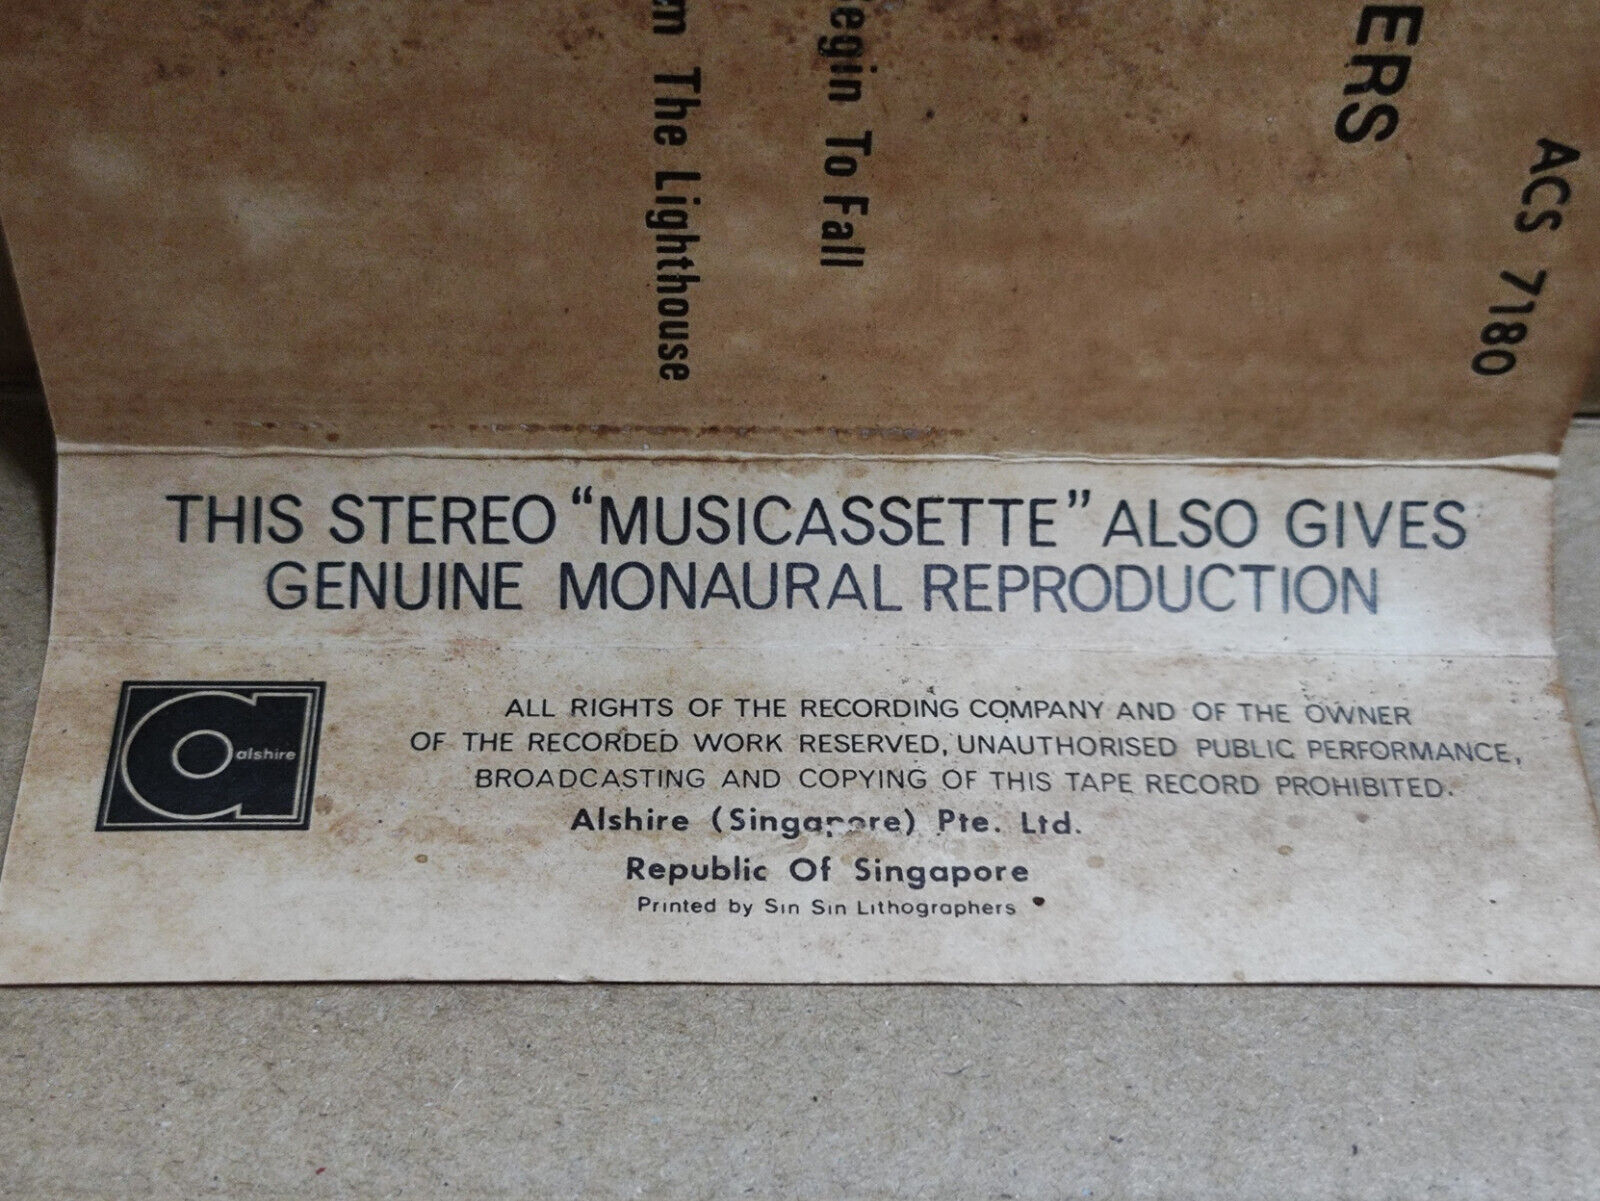 ERS
ACS 7180
To Fall
The Lighthouse
THIS STEREO “MUSICASSETTE” ALSO GIVES
GENUINE MONAURAL REPRODUCTION
alshire
ALL RIGHTS OF THE RECORDING COMPANY AND OF THE OWNER
OF THE RECORDED WORK RESERVED, UNAUTHORISED PUBLIC PERFORMANCE,
BROADCASTING AND COPYING OF THIS TAPE RECORD PROHIBITED.
Alshire (Singapore) Pte. Ltd.
Republic Of Singapore
Printed by Sin Sin Lithographers